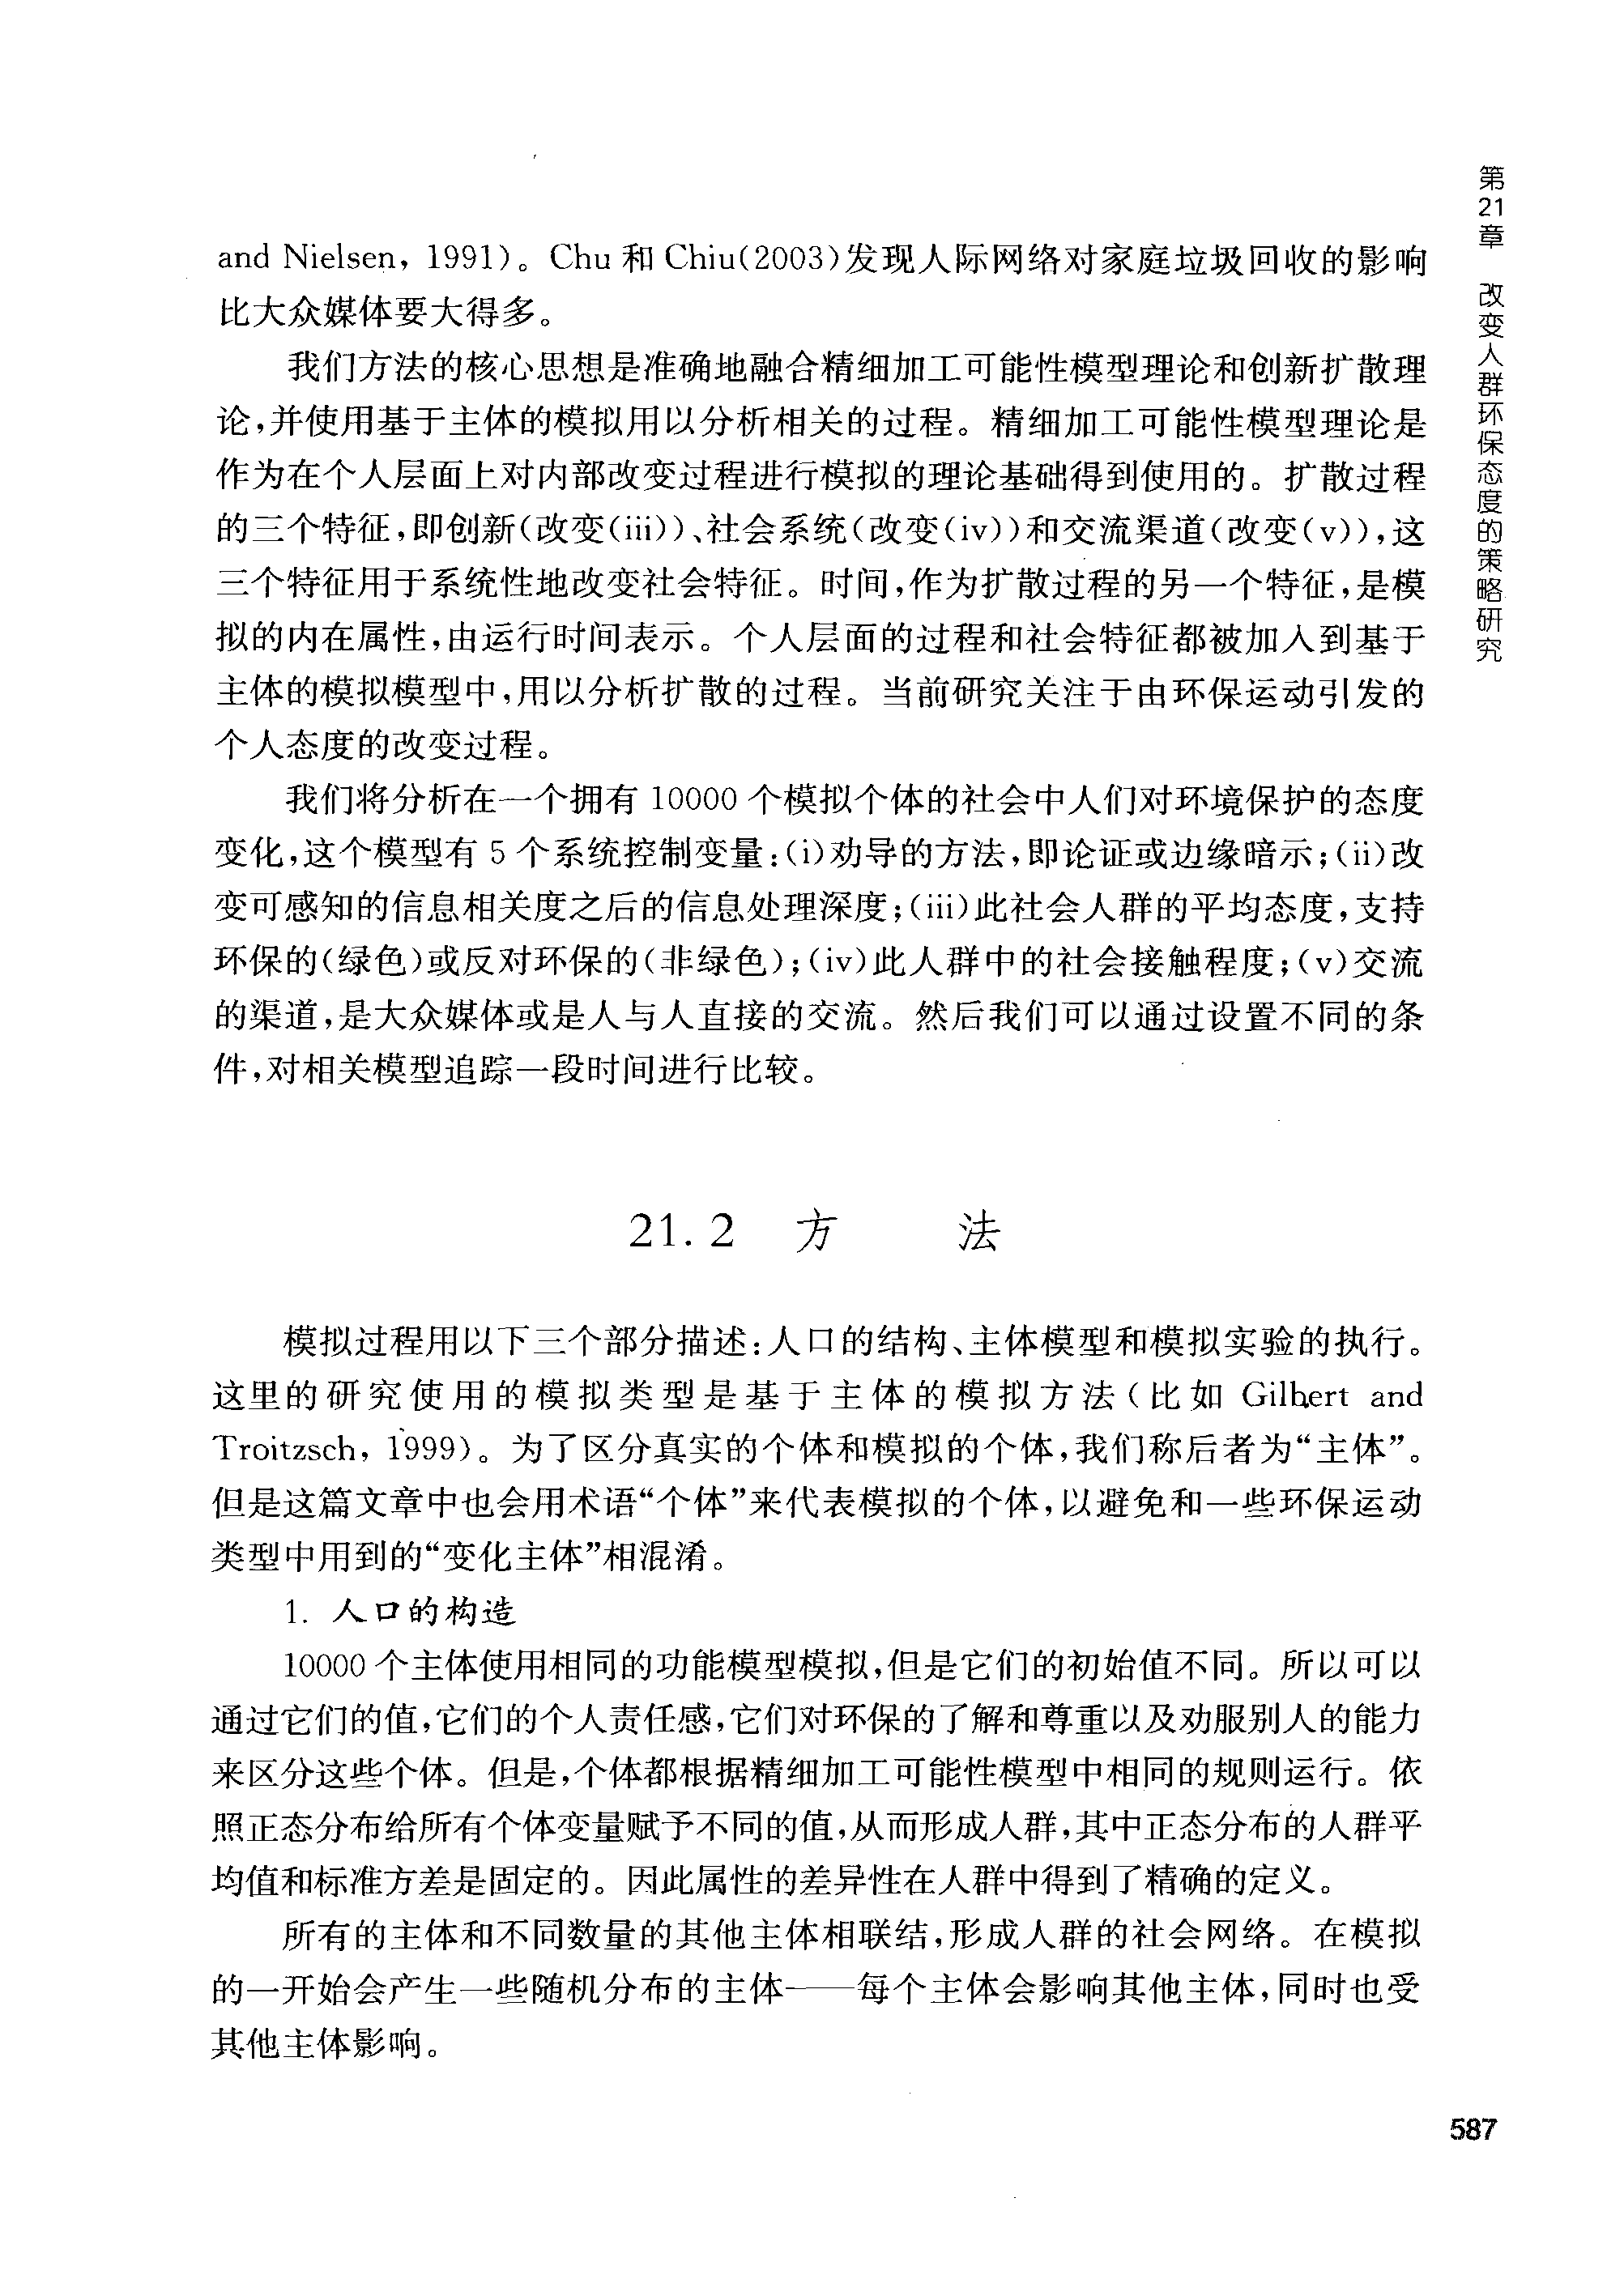 and Nielsen, 1991)。Chu 和 Chiu(2003)发现人际网络对家庭垃圾回收的影响
比大众媒体要大得多。
我们方法的核心思想是准确地融合精细加工可能性模型理论和创新扩散理
论,并使用基于主体的模拟用以分析相关的过程。精细加工可能性模型理论是
作为在个人层面上对内部改变过程进行模拟的理论基础得到使用的。扩散过程
的三个特征,即创新(改变(iii))、社会系统(改变(iv))和交流渠道(改变(v)),这
三个特征用于系统性地改变社会特征。时间,作为扩散过程的另一个特征,是模
拟的内在属性,由运行时间表示。个人层面的过程和社会特征都被加入到基于
主体的模拟模型中,用以分析扩散的过程。当前研究关注于由环保运动引发的
个人态度的改变过程。
我们将分析在一个拥有 10000 个模拟个体的社会中人们对环境保护的态度
变化,这个模型有 5 个系统控制变量:(i)劝导的方法,即论证或边缘暗示;(ii)改
变可感知的信息相关度之后的信息处理深度;(iii)此社会人群的平均态度,支持
环保的(绿色)或反对环保的(非绿色);(iv)此人群中的社会接触程度;(v)交流
的渠道,是大众媒体或是人与人直接的交流。然后我们可以通过设置不同的条
件,对相关模型追踪一段时间进行比较。
21.2 方 法
模拟过程用以下三个部分描述:人口的结构、主体模型和模拟实验的执行。
这里的研究使用的模拟类型是基于主体的模拟方法(比如 Gilbert and
Troitzsch, 1999)。为了区分真实的个体和模拟的个体,我们称后者为“主体”。
但是这篇文章中也会用术语“个体”来代表模拟的个体,以避免和一些环保运动
类型中用到的“变化主体”相混淆。
1. 人口的构造
10000 个主体使用相同的功能模型模拟,但是它们的初始值不同。所以可以
通过它们的值,它们的个人责任感,它们对环保的了解和尊重以及劝服别人的能力
来区分这些个体。但是,个体都根据精细加工可能性模型中相同的规则运行。依
照正态分布给所有个体变量赋予不同的值,从而形成人群,其中正态分布的人群平
均值和标准方差是固定的。因此属性的差异性在人群中得到了精确的定义。
所有的主体和不同数量的其他主体相联结,形成人群的社会网络。在模拟
的一开始会产生一些随机分布的主体——每个主体会影响其他主体,同时也受
其他主体影响。
第21章 改变人群环保态度的策略研究
587